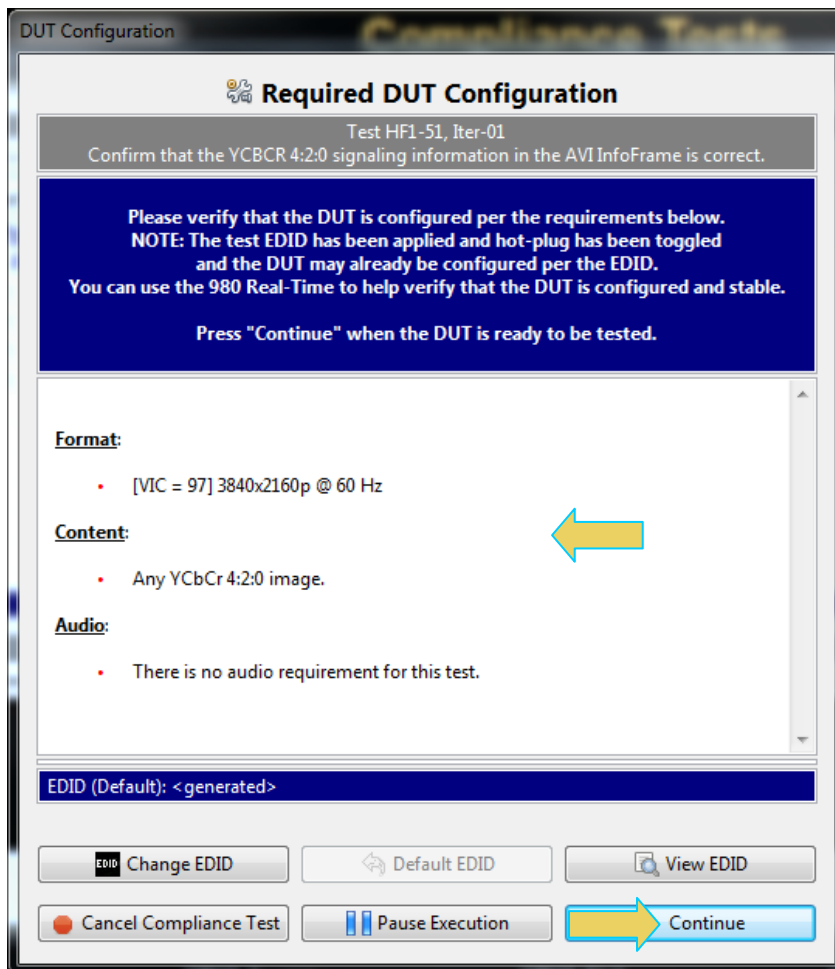 DUT Configuration
Compliance Tests
Required DUT Configuration
Test HF1-51, Iter-01
Confirm that the YCBCR 4:2:0 signaling information in the AVI InfoFrame is correct.
Please verify that the DUT is configured per the requirements below.
NOTE: The test EDID has been applied and hot-plug has been toggled
and the DUT may already be configured per the EDID.
You can use the 980 Real-Time to help verify that the DUT is configured and stable.
Press "Continue" when the DUT is ready to be tested.
Format:
• [VIC = 97] 3840x2160p @ 60 Hz
Content:
• Any YCbCr 4:2:0 image.
Audio:
• There is no audio requirement for this test.
EDID (Default): <generated>
EDID Change EDID
Default EDID
View EDID
Cancel Compliance Test
Pause Execution
Continue